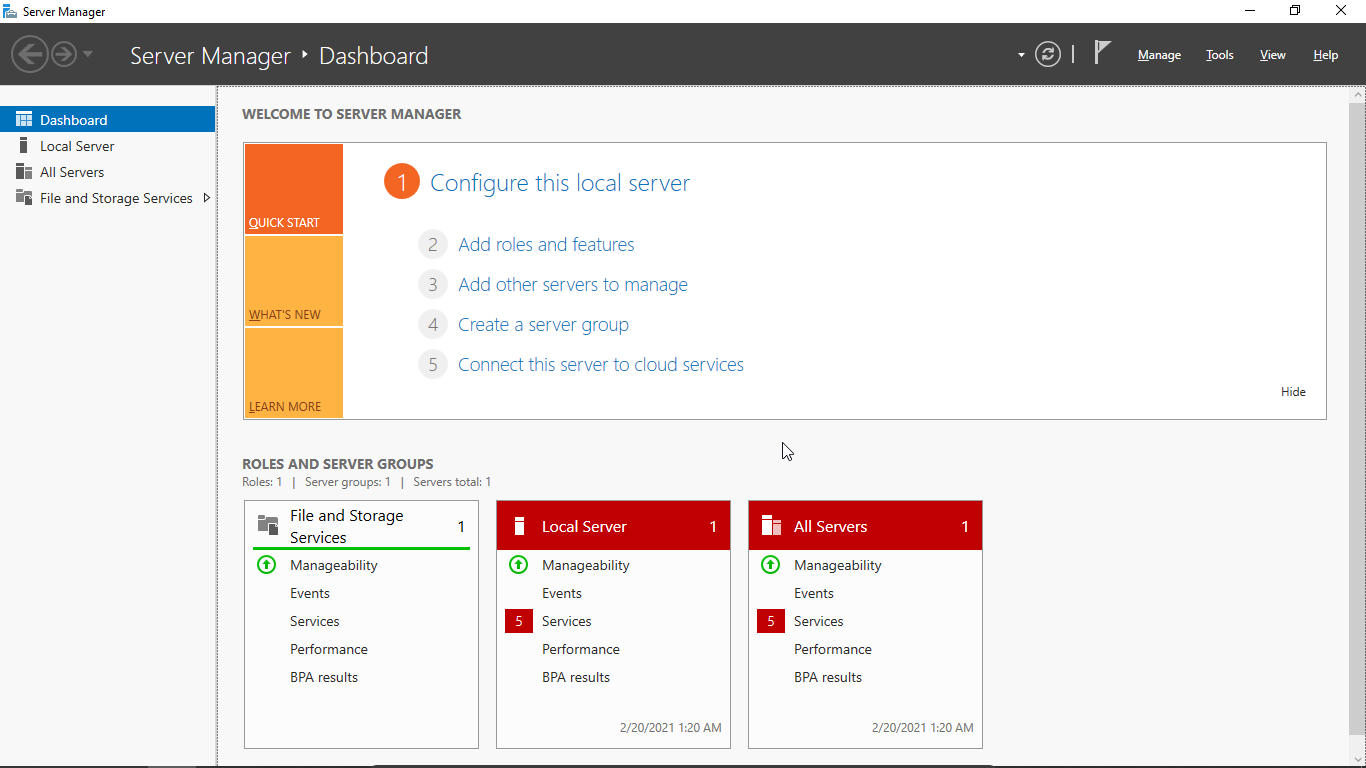 Server Manager
Server Manager ‣ Dashboard
Manage Tools View Help
Dashboard
Local Server
All Servers
File and Storage Services
WELCOME TO SERVER MANAGER
QUICK START
WHAT'S NEW
LEARN MORE
1 Configure this local server
2 Add roles and features
3 Add other servers to manage
4 Create a server group
5 Connect this server to cloud services
Hide
ROLES AND SERVER GROUPS
Roles: 1 | Server groups: 1 | Servers total: 1
File and Storage
Services 1
Manageability
Events
Services
Performance
BPA results
Local Server 1
Manageability
Events
5 Services
Performance
BPA results
2/20/2021 1:20 AM
All Servers 1
Manageability
Events
5 Services
Performance
BPA results
2/20/2021 1:20 AM